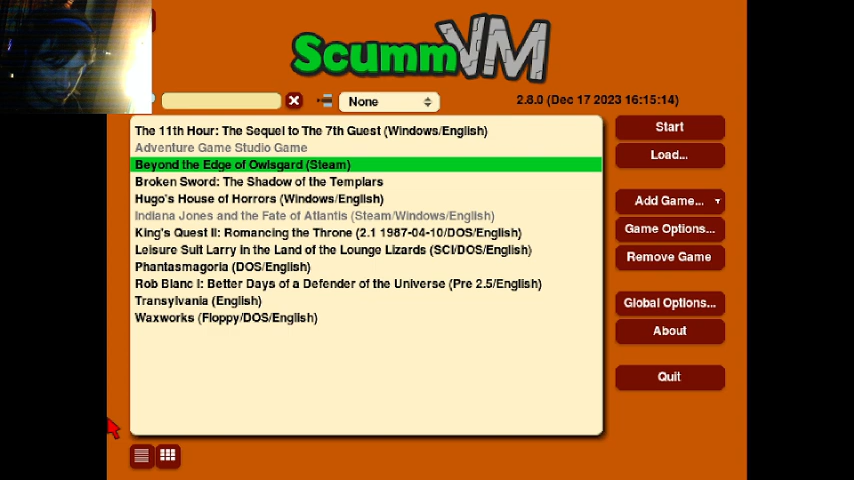 ScummVM
None
2.8.0 (Dec 17 2023 16:15:14)
The 11th Hour: The Sequel to The 7th Guest (Windows/English)
Adventure Game Studio Game
Beyond the Edge of Owlsgard (Steam)
Broken Sword: The Shadow of the Templars
Hugo's House of Horrors (Windows/English)
Indiana Jones and the Fate of Atlantis (Steam/Windows/English)
King's Quest II: Romancing the Throne (2.1 1987-04-10/DOS/English)
Leisure Suit Larry in the Land of the Lounge Lizards (SCI/DOS/English)
Phantasmagoria (DOS/English)
Rob Blanc I: Better Days of a Defender of the Universe (Pre 2.5/English)
Transylvania (English)
Waxworks (Floppy/DOS/English)
Start
Load...
Add Game...
Game Options...
Remove Game
Global Options...
About
Quit